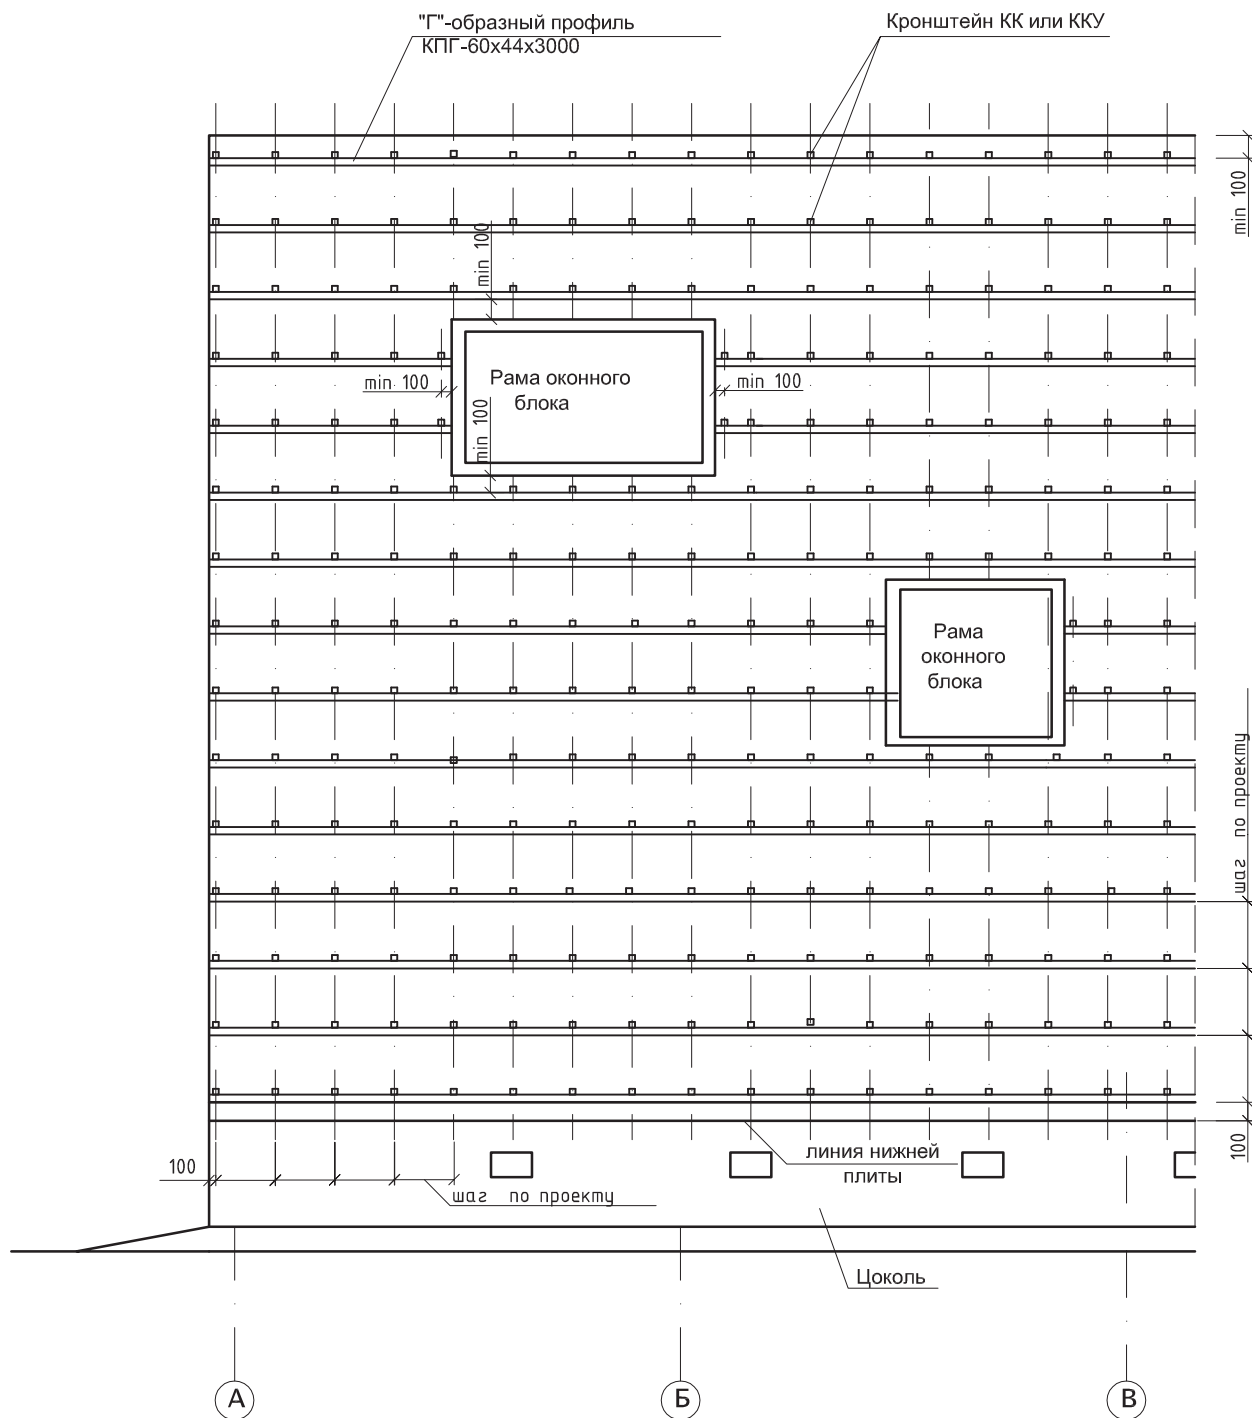 "Г"-образный профиль
КПГ-60х44х3000
Кронштейн КК или ККУ
min 100
min 100
Рама оконного
блока
min 100
min 100
min 100
Рама
оконного
блока
шаг по проекту
100
линия нижней
плиты
100
шаг по проекту
Цоколь
А
Б
В